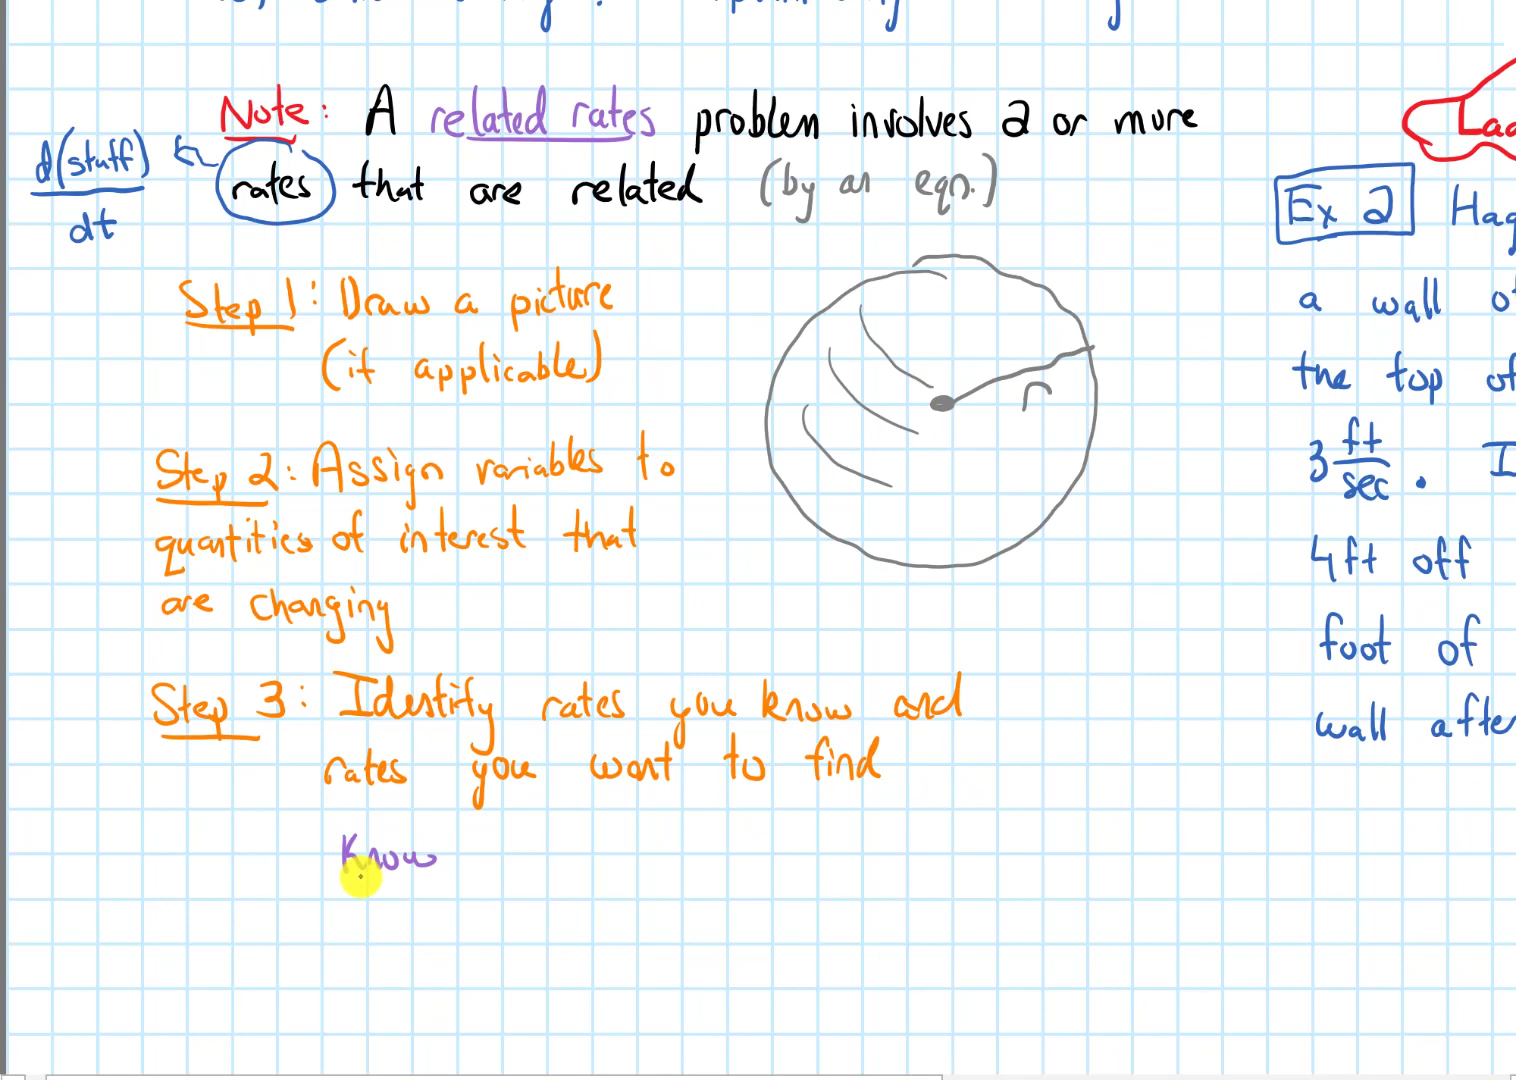 Note: A related rates problem involves 2 or more
rates that are related (by an eqn.)
d(stuff)
dt
Step 1: Draw a picture
(if applicable)
r
Step 2: Assign variables to
quantities of interest that
are changing
Step 3: Identify rates you know and
rates you want to find
Know
Ex 2
a wall
the top of
3 ft/sec.
4ft off
foot of
wall after